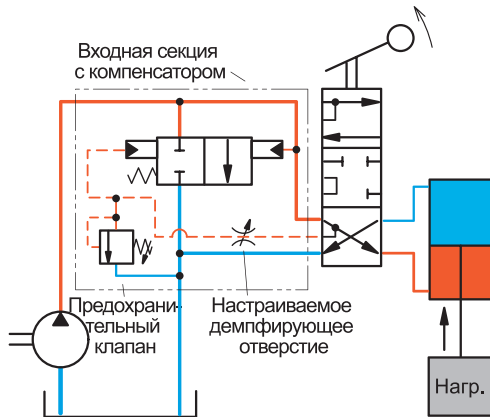 Входная секция
с компенсатором
Предохрани-
тельный
клапан
Настраиваемое
демпфирующее
отверстие
Нагр.